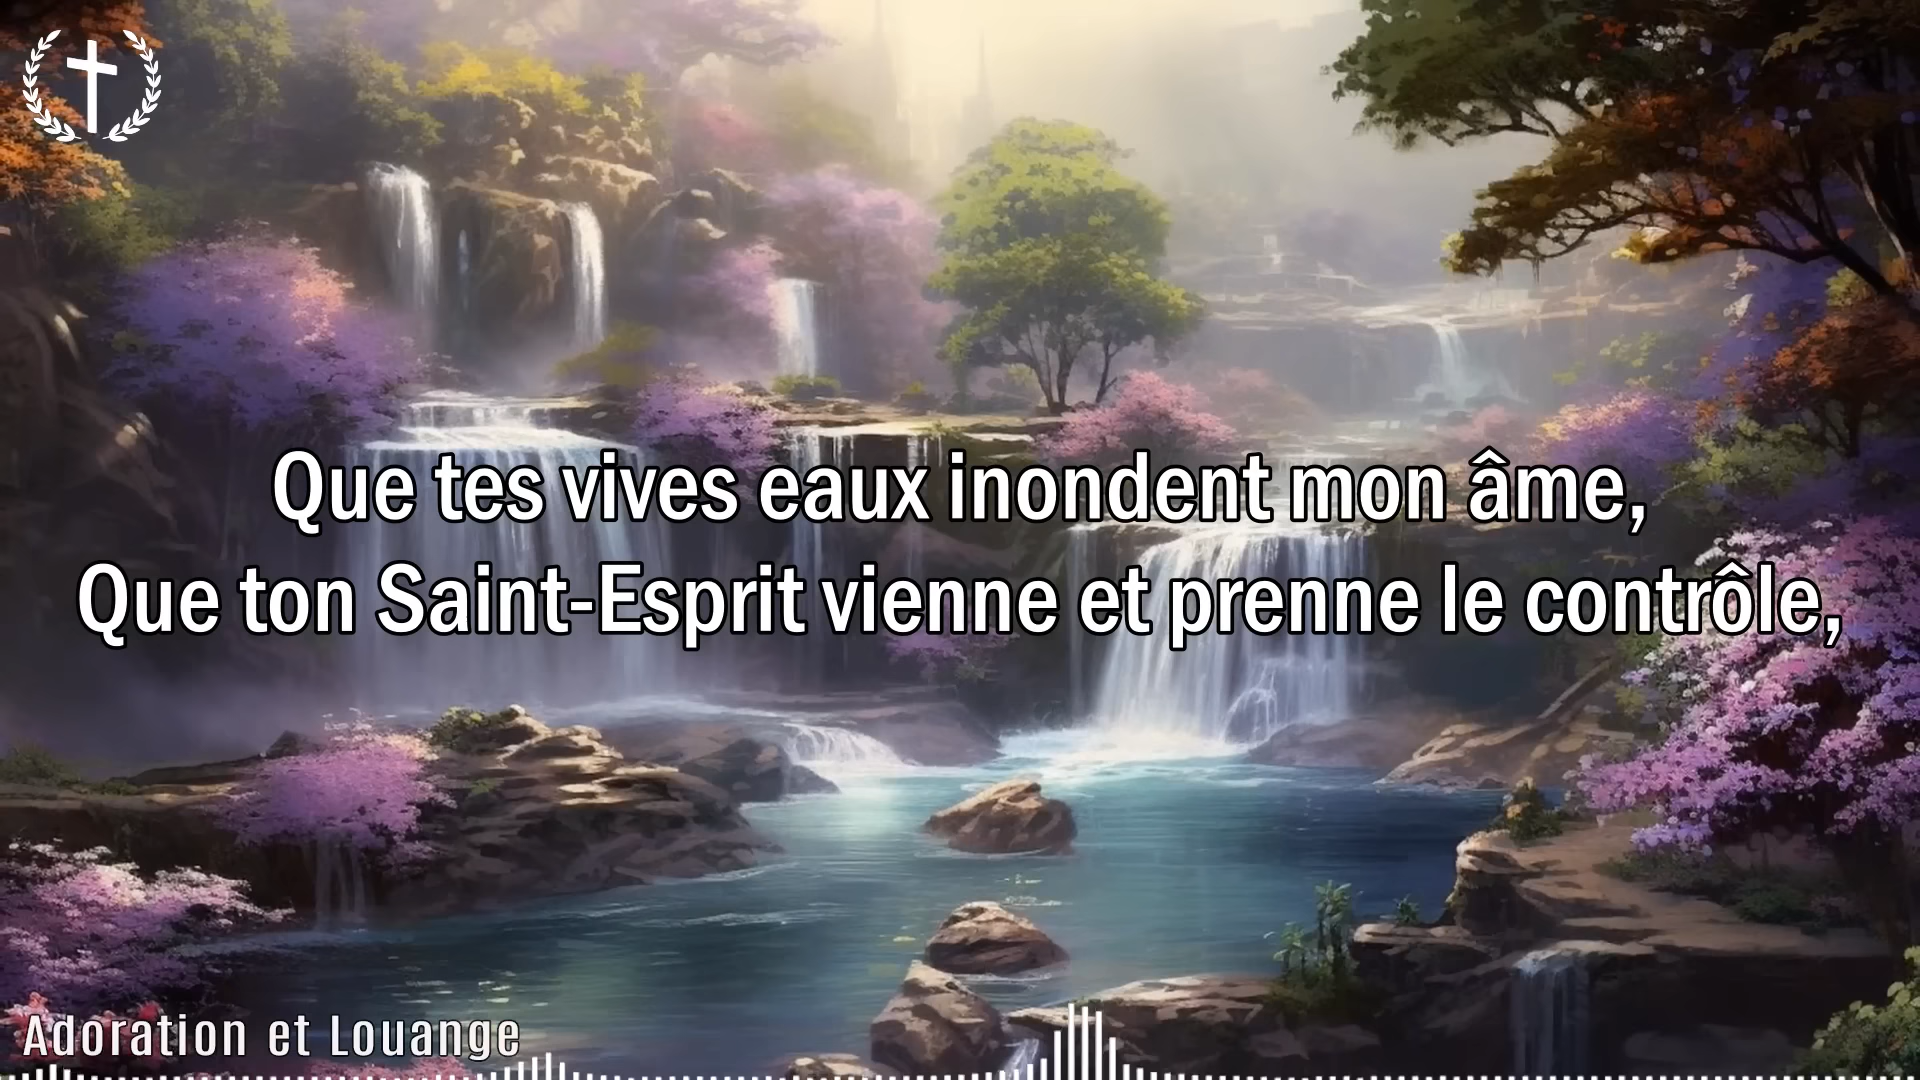 Que tes vives eaux inondent mon âme,
Que ton Saint-Esprit vienne et prenne le contrôle,
Adoration et Louange